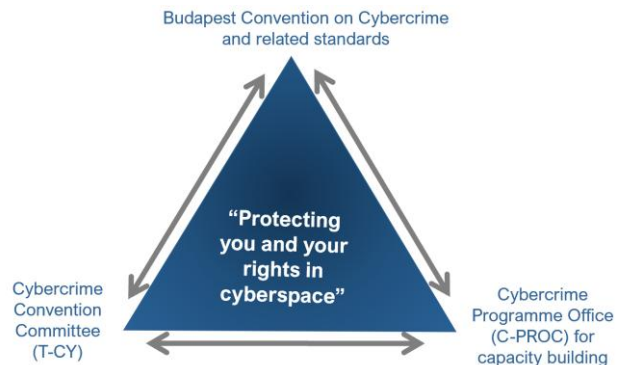 Budapest Convention on Cybercrime
and related standards
“Protecting
you and your
rights in
cyberspace”
Cybercrime
Convention
Committee
(T-CY)
Cybercrime
Programme Office
(C-PROC) for
capacity building